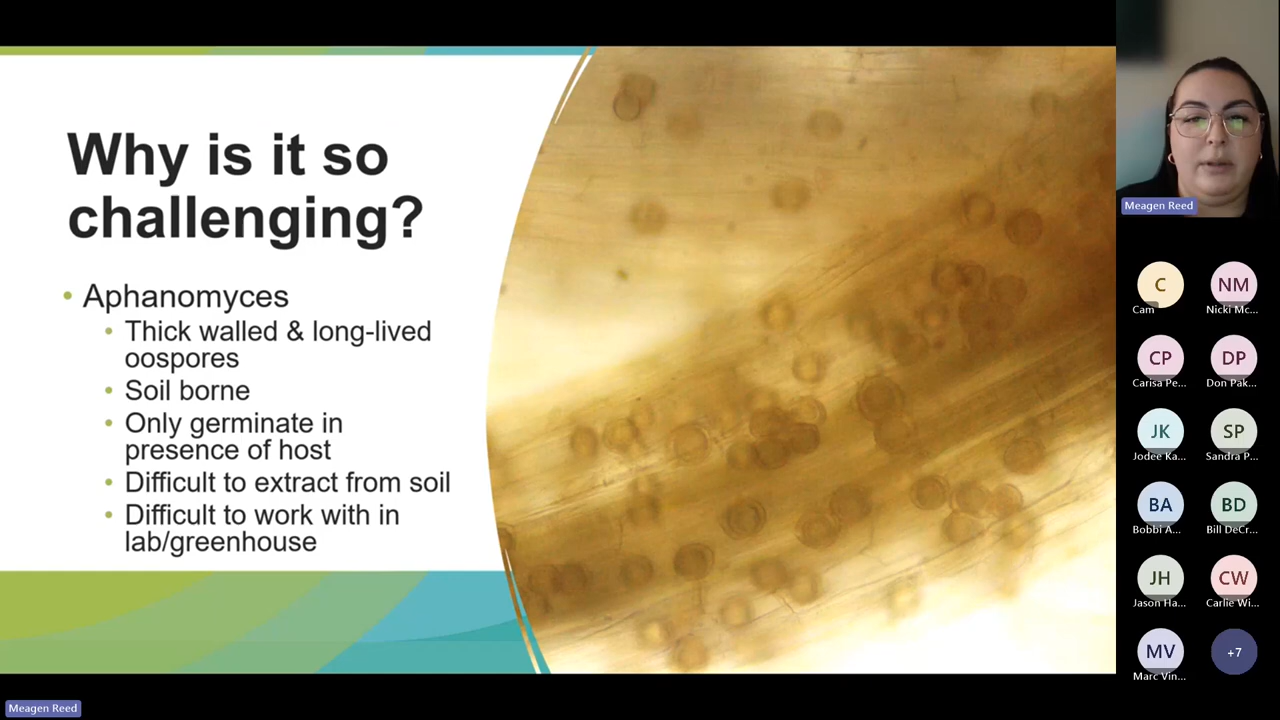 Why is it so
challenging?
• Aphanomyces
• Thick walled & long-lived
oospores
• Soil borne
• Only germinate in
presence of host
• Difficult to extract from soil
• Difficult to work with in
lab/greenhouse
Meagen Reed
C
NM
Cam
Nicki Mc...
CP
DP
Carisa Pe...
Don Pak...
JK
SP
Jodee Ka...
Sandra P...
BA
BD
Bobbi A...
Bill DeCr...
JH
CW
Jason Ha...
Carlie Wi...
MV
+7
Marc Vin...
Meagen Reed